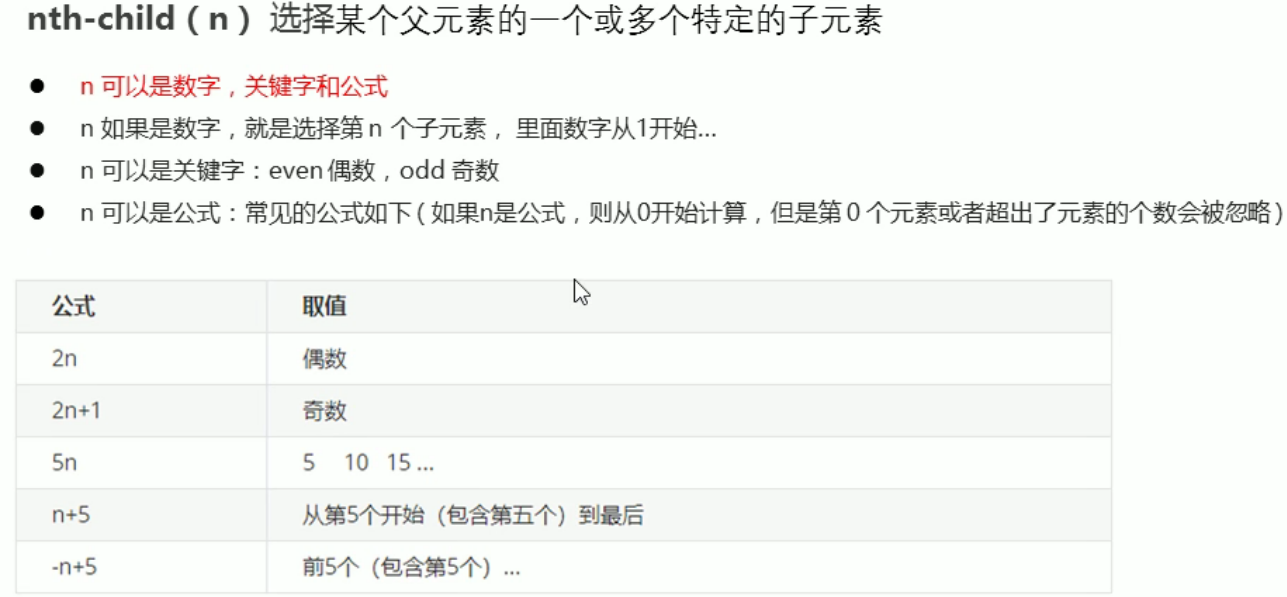 nth-child（n） 选择某个父元素的一个或多个特定的子元素
● n 可以是数字，关键字和公式
● n 如果是数字，就是选择第 n 个子元素， 里面数字从1开始...
● n 可以是关键字：even 偶数，odd 奇数
● n 可以是公式：常见的公式如下 ( 如果n是公式，则从0开始计算，但是第 0 个元素或者超出了元素的个数会被忽略 )
公式 取值
2n 偶数
2n+1 奇数
5n 5 10 15 ...
n+5 从第5个开始（包含第五个）到最后
-n+5 前5个（包含第5个）...